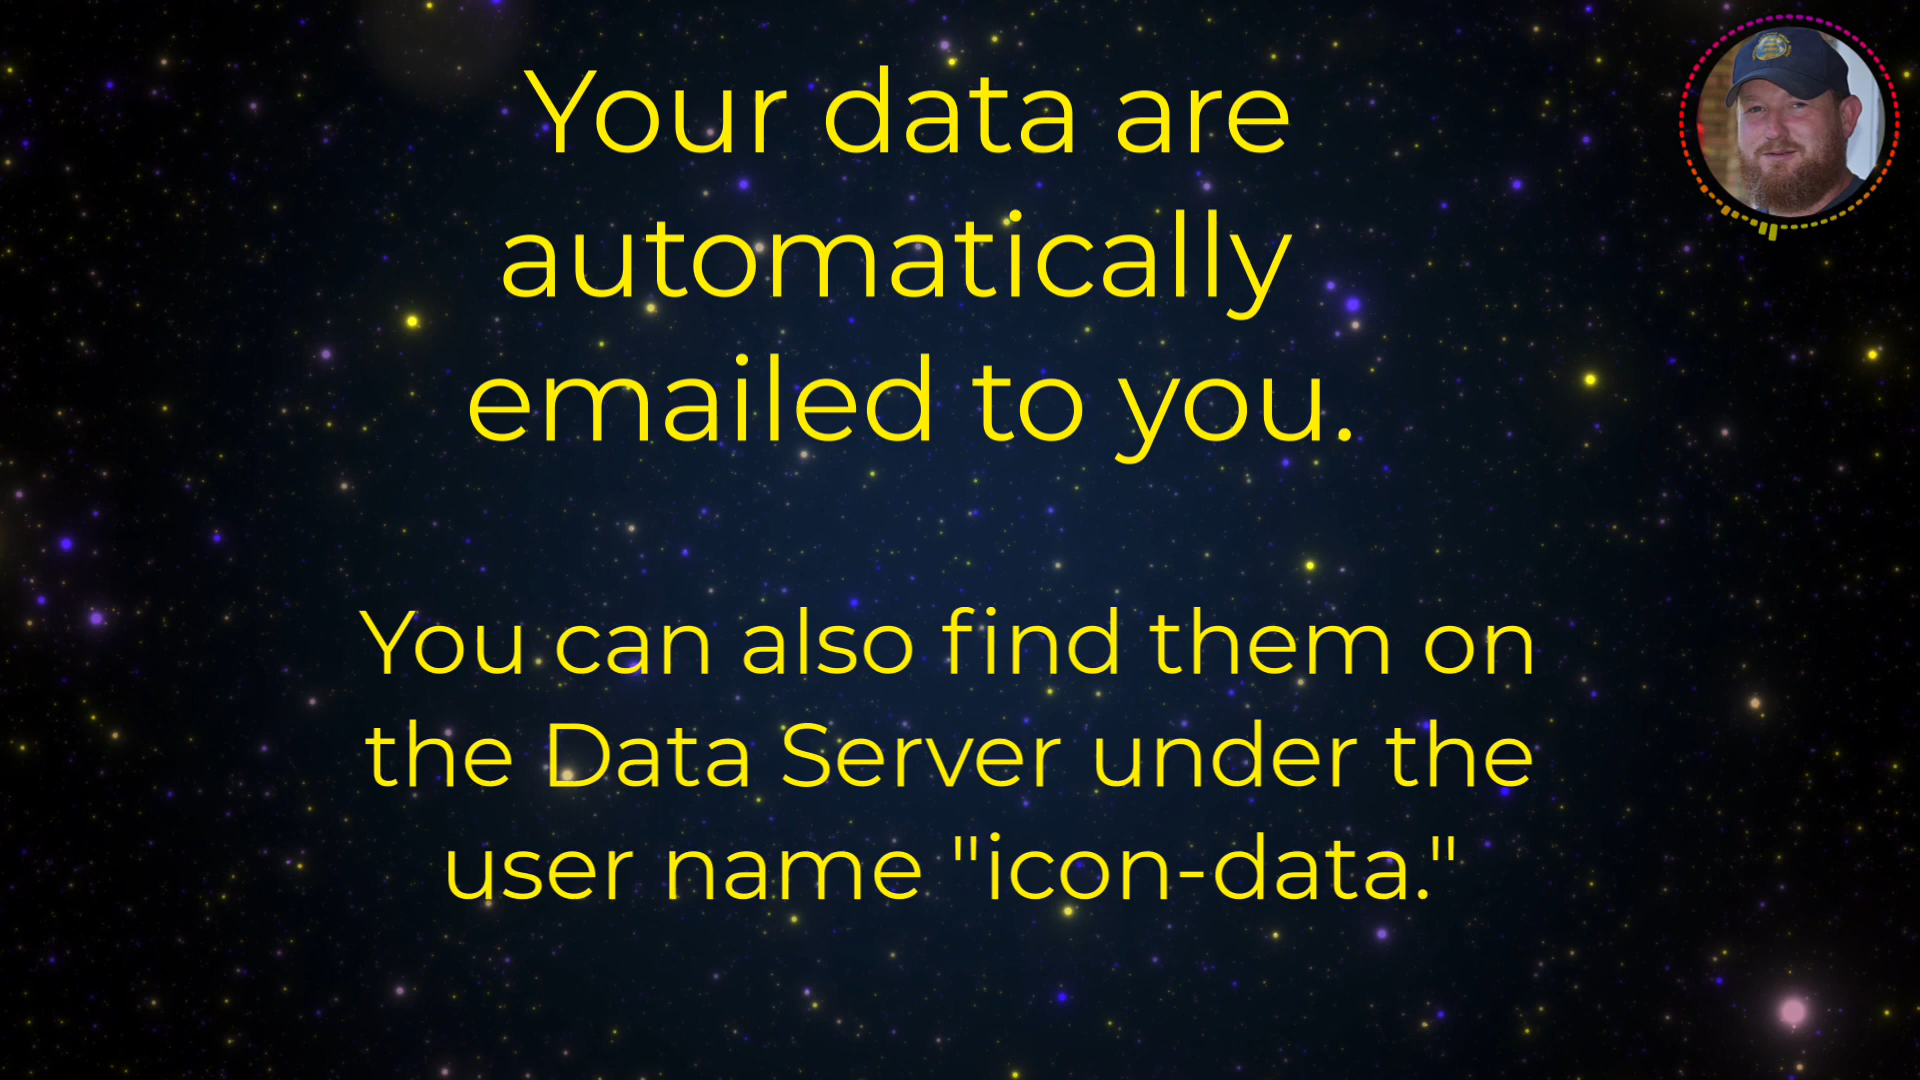 Your data are
automatically
emailed to you.
You can also find them on
the Data Server under the
user name "icon-data."